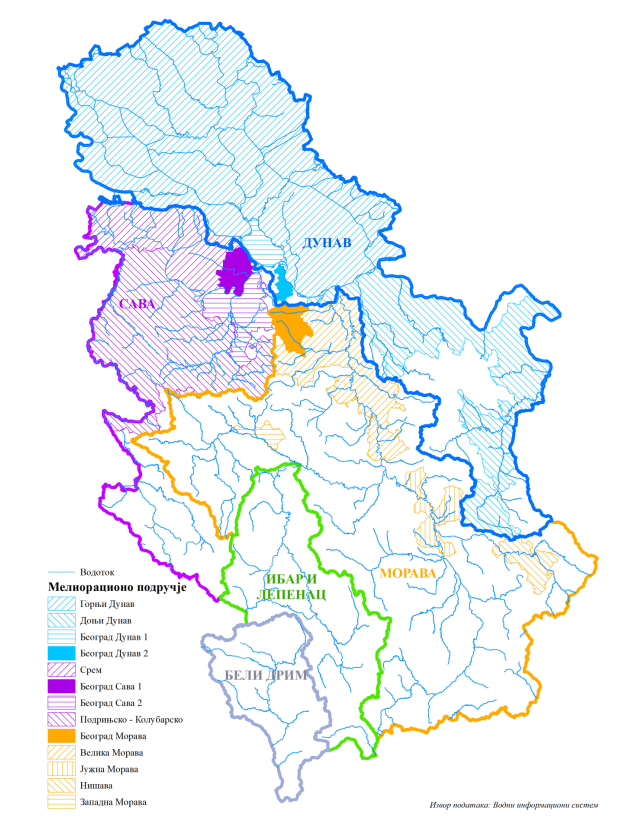 ДУНАВ
САВА
ИБАР И
ЛЕПЕНАЦ
МОРАВА
БЕЛИ ДРИМ
Водоток
Мелиорационо подручје
Горњи Дунав
Доњи Дунав
Београд Дунав 1
Београд Дунав 2
Срем
Београд Сава 1
Београд Сава 2
Подрињско - Колубарско
Београд Морава
Велика Морава
Јужна Морава
Нишава
Западна Морава
Извор података: Водни информациони систем